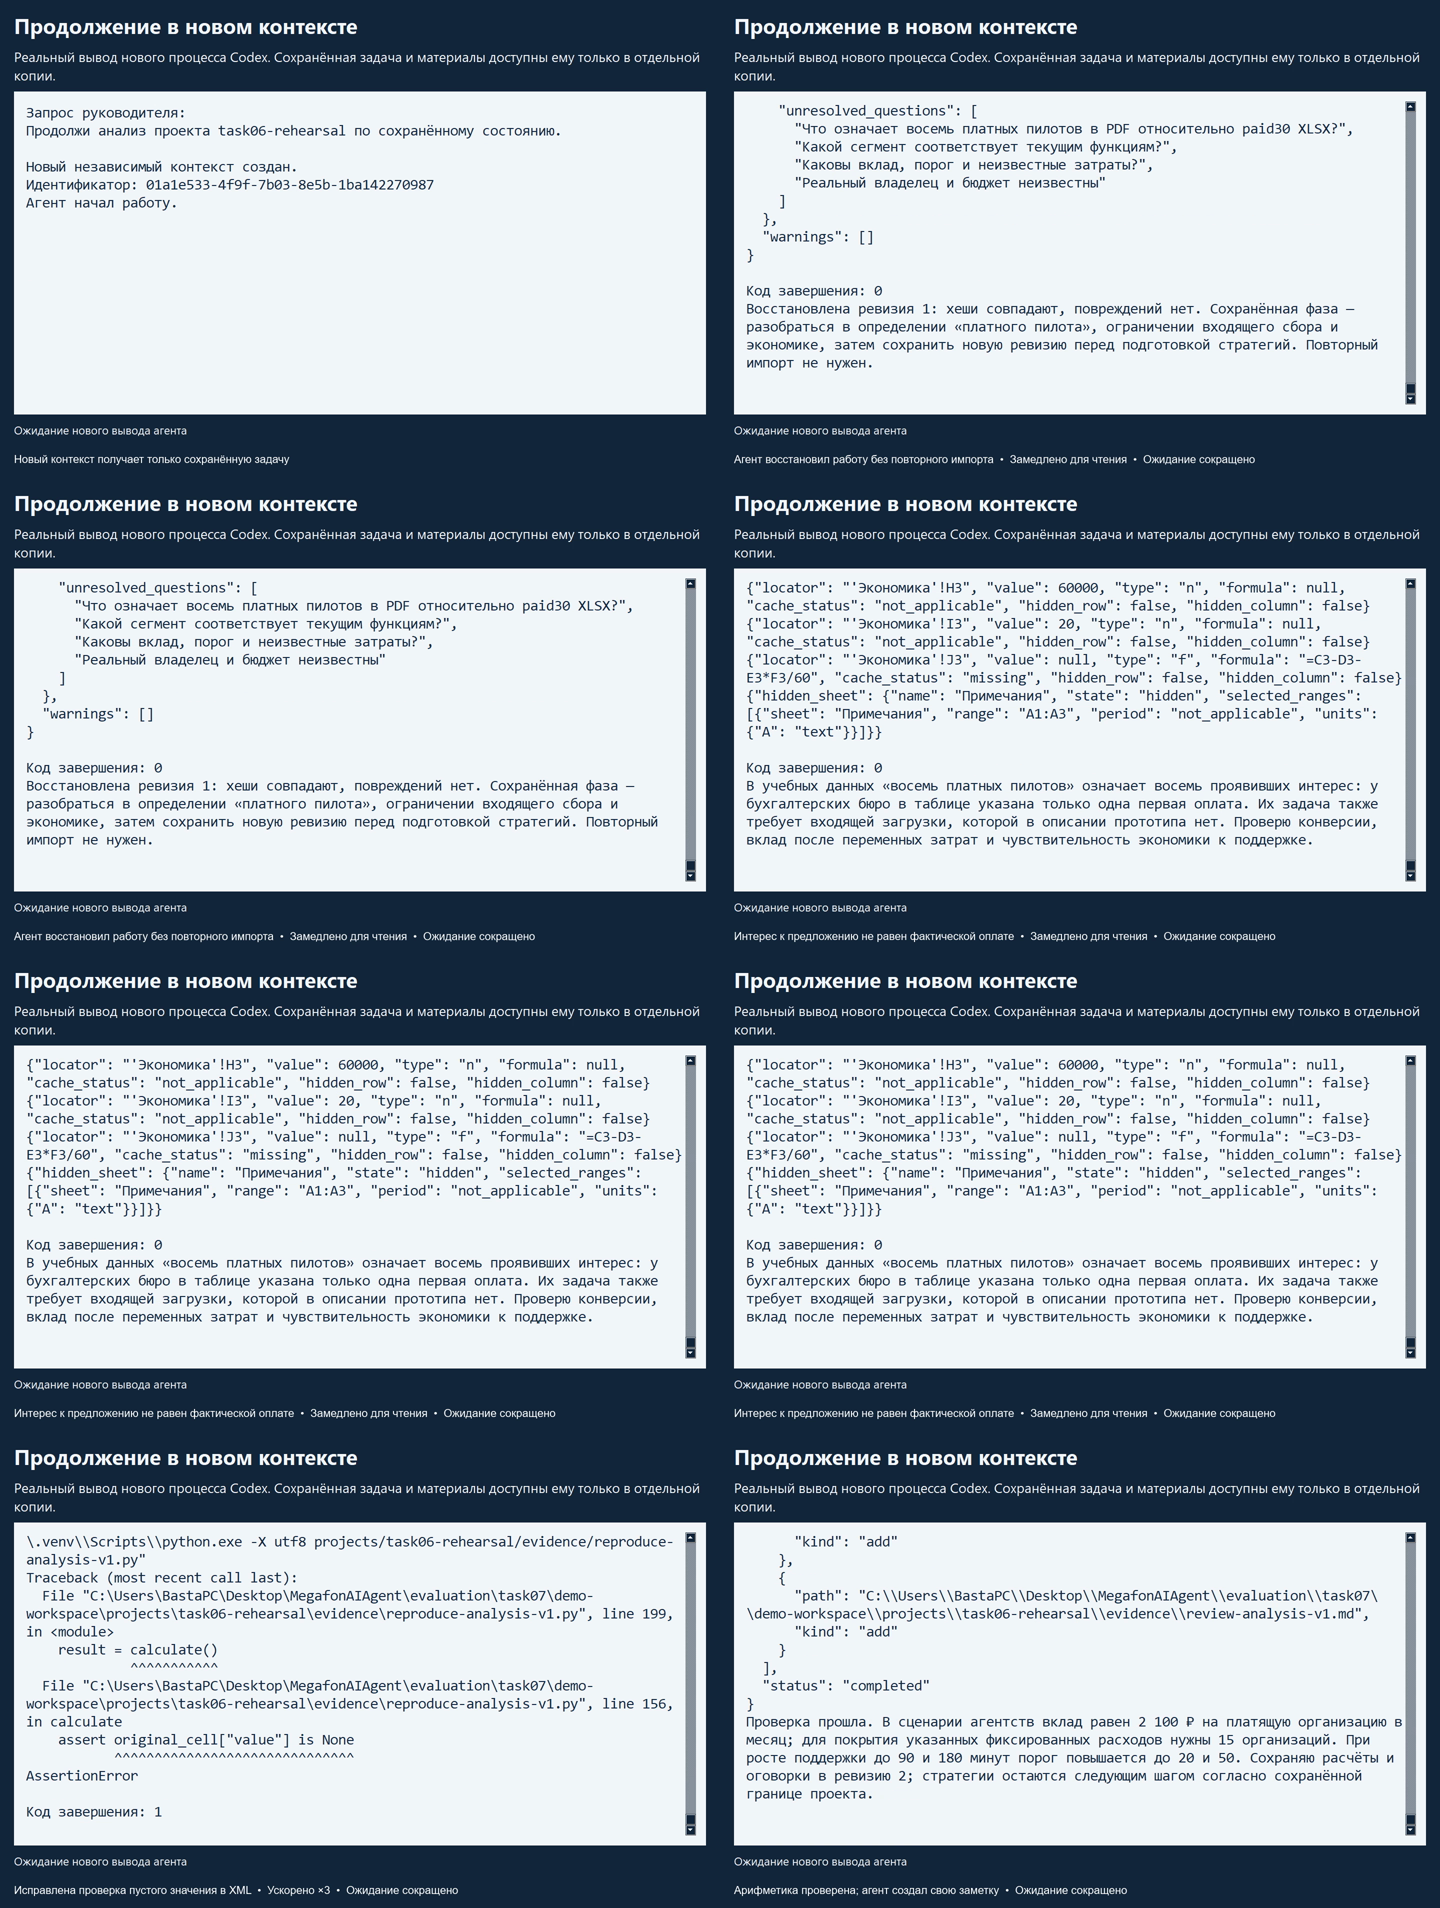 Продолжение в новом контексте
Реальный вывод нового процесса Codex. Сохранённая задача и материалы доступны ему только в отдельной
копии.
Запрос руководителя:
Продолжи анализ проекта task06-rehearsal по сохранённому состоянию.
Новый независимый контекст создан.
Идентификатор: 01a1e533-4f9f-7b03-8e5b-1ba142270987
Агент начал работу.
Ожидание нового вывода агента
Новый контекст получает только сохранённую задачу
Продолжение в новом контексте
Реальный вывод нового процесса Codex. Сохранённая задача и материалы доступны ему только в отдельной
копии.
"unresolved_questions": [
"Что означает восемь платных пилотов в PDF относительно paid30 XLSX?",
"Какой сегмент соответствует текущим функциям?",
"Каковы вклад, порог и неизвестные затраты?",
"Реальный владелец и бюджет неизвестны"
]
},
"warnings": []
}
Код завершения: 0
Восстановлена ревизия 1: хеши совпадают, повреждений нет. Сохранённая фаза —
разобраться в определении «платного пилота», ограничении входящего сбора и
экономике, затем сохранить новую ревизию перед подготовкой стратегий. Повторный
импорт не нужен.
Ожидание нового вывода агента
Агент восстановил работу без повторного импорта • Замедлено для чтения • Ожидание сокращено
Продолжение в новом контексте
Реальный вывод нового процесса Codex. Сохранённая задача и материалы доступны ему только в отдельной
копии.
"unresolved_questions": [
"Что означает восемь платных пилотов в PDF относительно paid30 XLSX?",
"Какой сегмент соответствует текущим функциям?",
"Каковы вклад, порог и неизвестные затраты?",
"Реальный владелец и бюджет неизвестны"
]
},
"warnings": []
}
Код завершения: 0
Восстановлена ревизия 1: хеши совпадают, повреждений нет. Сохранённая фаза —
разобраться в определении «платного пилота», ограничении входящего сбора и
экономике, затем сохранить новую ревизию перед подготовкой стратегий. Повторный
импорт не нужен.
Ожидание нового вывода агента
Агент восстановил работу без повторного импорта • Замедлено для чтения • Ожидание сокращено
Продолжение в новом контексте
Реальный вывод нового процесса Codex. Сохранённая задача и материалы доступны ему только в отдельной
копии.
{"locator": "'Экономика'!H3", "value": 60000, "type": "n", "formula": null,
"cache_status": "not_applicable", "hidden_row": false, "hidden_column": false}
{"locator": "'Экономика'!I3", "value": 20, "type": "n", "formula": null,
"cache_status": "not_applicable", "hidden_row": false, "hidden_column": false}
{"locator": "'Экономика'!J3", "value": null, "type": "f", "formula": "=C3-D3-
E3*F3/60", "cache_status": "missing", "hidden_row": false, "hidden_column": false}
{"hidden_sheet": {"name": "Примечания", "state": "hidden", "selected_ranges":
[{"sheet": "Примечания", "range": "A1:A3", "period": "not_applicable", "units":
{"A": "text"}}]}}
Код завершения: 0
В учебных данных «восемь платных пилотов» означает восемь проявивших интерес: у
бухгалтерских бюро в таблице указана только одна первая оплата. Их задача также
требует входящей загрузки, которой в описании прототипа нет. Проверю конверсии,
вклад после переменных затрат и чувствительность экономики к поддержке.
Ожидание нового вывода агента
Интерес к предложению не равен фактической оплате • Замедлено для чтения • Ожидание сокращено
Продолжение в новом контексте
Реальный вывод нового процесса Codex. Сохранённая задача и материалы доступны ему только в отдельной
копии.
{"locator": "'Экономика'!H3", "value": 60000, "type": "n", "formula": null,
"cache_status": "not_applicable", "hidden_row": false, "hidden_column": false}
{"locator": "'Экономика'!I3", "value": 20, "type": "n", "formula": null,
"cache_status": "not_applicable", "hidden_row": false, "hidden_column": false}
{"locator": "'Экономика'!J3", "value": null, "type": "f", "formula": "=C3-D3-
E3*F3/60", "cache_status": "missing", "hidden_row": false, "hidden_column": false}
{"hidden_sheet": {"name": "Примечания", "state": "hidden", "selected_ranges":
[{"sheet": "Примечания", "range": "A1:A3", "period": "not_applicable", "units":
{"A": "text"}}]}}
Код завершения: 0
В учебных данных «восемь платных пилотов» означает восемь проявивших интерес: у
бухгалтерских бюро в таблице указана только одна первая оплата. Их задача также
требует входящей загрузки, которой в описании прототипа нет. Проверю конверсии,
вклад после переменных затрат и чувствительность экономики к поддержке.
Ожидание нового вывода агента
Интерес к предложению не равен фактической оплате • Замедлено для чтения • Ожидание сокращено
Продолжение в новом контексте
Реальный вывод нового процесса Codex. Сохранённая задача и материалы доступны ему только в отдельной
копии.
{"locator": "'Экономика'!H3", "value": 60000, "type": "n", "formula": null,
"cache_status": "not_applicable", "hidden_row": false, "hidden_column": false}
{"locator": "'Экономика'!I3", "value": 20, "type": "n", "formula": null,
"cache_status": "not_applicable", "hidden_row": false, "hidden_column": false}
{"locator": "'Экономика'!J3", "value": null, "type": "f", "formula": "=C3-D3-
E3*F3/60", "cache_status": "missing", "hidden_row": false, "hidden_column": false}
{"hidden_sheet": {"name": "Примечания", "state": "hidden", "selected_ranges":
[{"sheet": "Примечания", "range": "A1:A3", "period": "not_applicable", "units":
{"A": "text"}}]}}
Код завершения: 0
В учебных данных «восемь платных пилотов» означает восемь проявивших интерес: у
бухгалтерских бюро в таблице указана только одна первая оплата. Их задача также
требует входящей загрузки, которой в описании прототипа нет. Проверю конверсии,
вклад после переменных затрат и чувствительность экономики к поддержке.
Ожидание нового вывода агента
Интерес к предложению не равен фактической оплате • Замедлено для чтения • Ожидание сокращено
Продолжение в новом контексте
Реальный вывод нового процесса Codex. Сохранённая задача и материалы доступны ему только в отдельной
копии.
\.venv\\Scripts\\python.exe -X utf8 projects/task06-rehearsal/evidence/reproduce-
analysis-v1.py"
Traceback (most recent call last):
File "C:\Users\BastaPC\Desktop\MegafonAIAgent\evaluation\task07\demo-
workspace\projects\task06-rehearsal\evidence\reproduce-analysis-v1.py", line 199,
in <module>
result = calculate()
^^^^^^^^^^^
File "C:\Users\BastaPC\Desktop\MegafonAIAgent\evaluation\task07\demo-
workspace\projects\task06-rehearsal\evidence\reproduce-analysis-v1.py", line 156,
in calculate
assert original_cell["value"] is None
^^^^^^^^^^^^^^^^^^^^^^^^^^^^^^
AssertionError
Код завершения: 1
Ожидание нового вывода агента
Исправлена проверка пустого значения в XML • Ускорено ×3 • Ожидание сокращено
Продолжение в новом контексте
Реальный вывод нового процесса Codex. Сохранённая задача и материалы доступны ему только в отдельной
копии.
"kind": "add"
},
{
"path": "C:\\Users\\BastaPC\\Desktop\\MegafonAIAgent\\evaluation\\task07\
\demo-workspace\\projects\\task06-rehearsal\\evidence\\review-analysis-v1.md",
"kind": "add"
}
],
"status": "completed"
}
Проверка прошла. В сценарии агентств вклад равен 2 100 ₽ на платящую организацию в
месяц; для покрытия указанных фиксированных расходов нужны 15 организаций. При
росте поддержки до 90 и 180 минут порог повышается до 20 и 50. Сохраняю расчёты и
оговорки в ревизию 2; стратегии остаются следующим шагом согласно сохранённой
границе проекта.
Ожидание нового вывода агента
Арифметика проверена; агент создал свою заметку • Ожидание сокращено